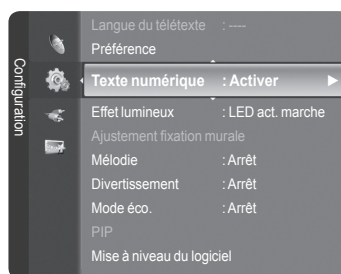 Configuration
Langue du télétexte : ----
Préférence
Texte numérique : Activer
Effet lumineux : LED act. marche
Ajustement fixation murale
Mélodie : Arrêt
Divertissement : Arrêt
Mode éco. : Arrêt
PIP
Mise à niveau du logiciel